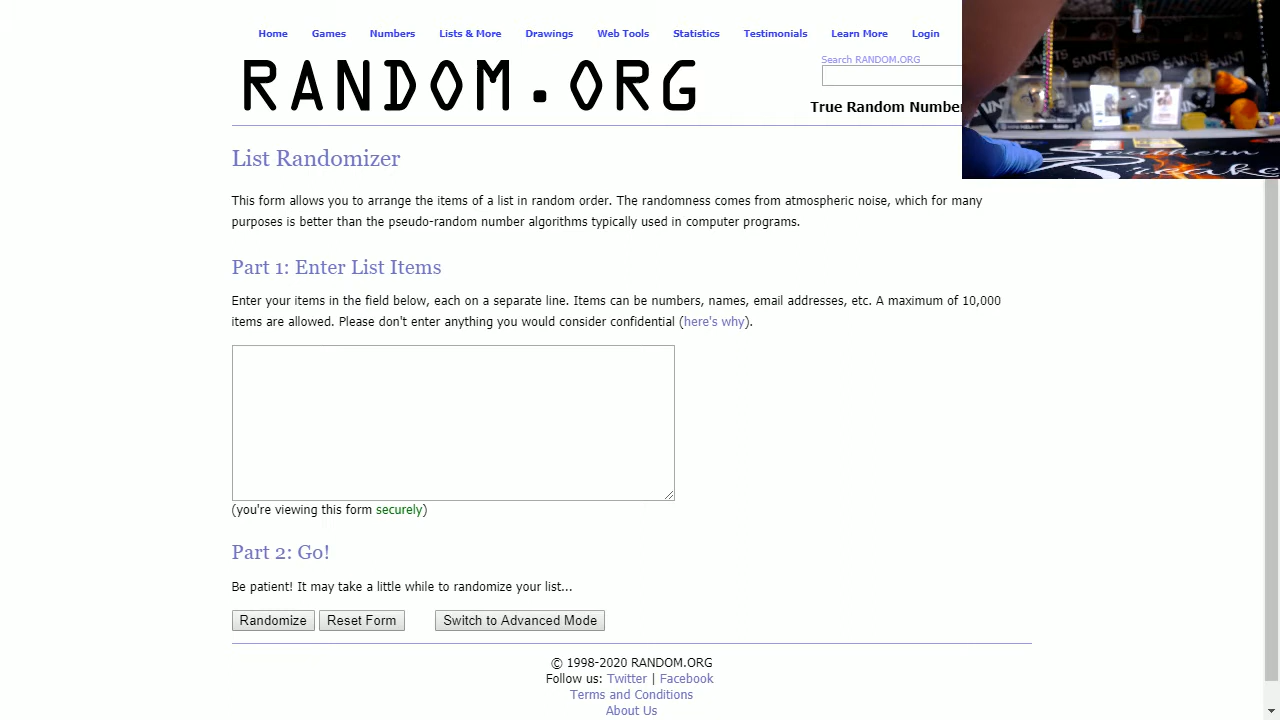 Home Games Numbers Lists & More Drawings Web Tools Statistics Testimonials Learn More Login
RANDOM.ORG
Search RANDOM.ORG
True Random Number
List Randomizer
This form allows you to arrange the items of a list in random order. The randomness comes from atmospheric noise, which for many
purposes is better than the pseudo-random number algorithms typically used in computer programs.
Part 1: Enter List Items
Enter your items in the field below, each on a separate line. Items can be numbers, names, email addresses, etc. A maximum of 10,000
items are allowed. Please don't enter anything you would consider confidential (here's why).
(you're viewing this form securely)
Part 2: Go!
Be patient! It may take a little while to randomize your list...
Randomize Reset Form Switch to Advanced Mode
© 1998-2020 RANDOM.ORG
Follow us: Twitter | Facebook
Terms and Conditions
About Us
SAINTS
Southern